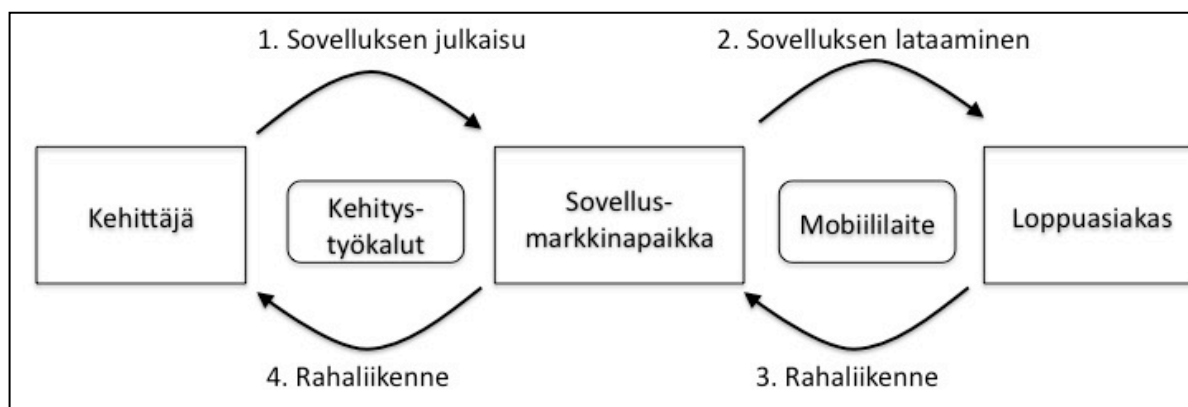 1. Sovelluksen julkaisu
2. Sovelluksen lataaminen
Kehittäjä
Kehitys-
työkalut
Sovellus-
markkinapaikka
Mobiililaite
Loppuasiakas
4. Rahaliikenne
3. Rahaliikenne